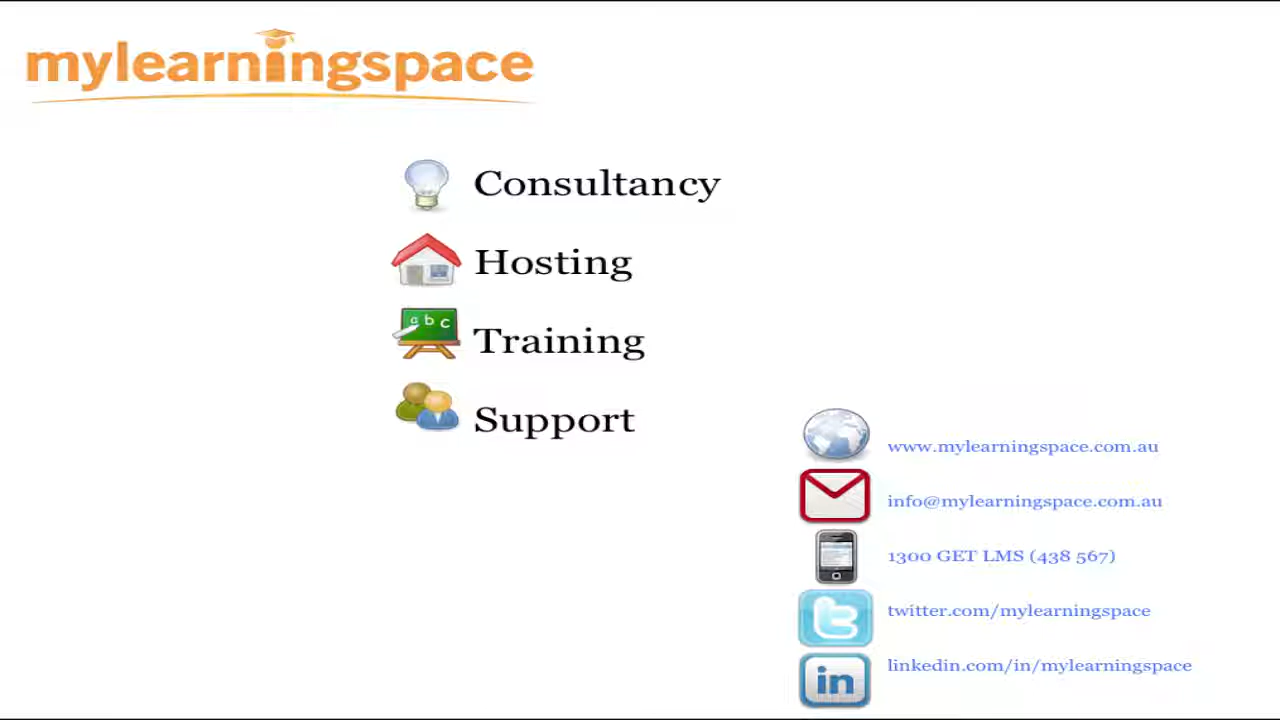 mylearningspace
Consultancy
Hosting
a b c
Training
Support
www.mylearningspace.com.au
info@mylearningspace.com.au
1300 GET LMS (438 567)
t
twitter.com/mylearningspace
in
linkedin.com/in/mylearningspace